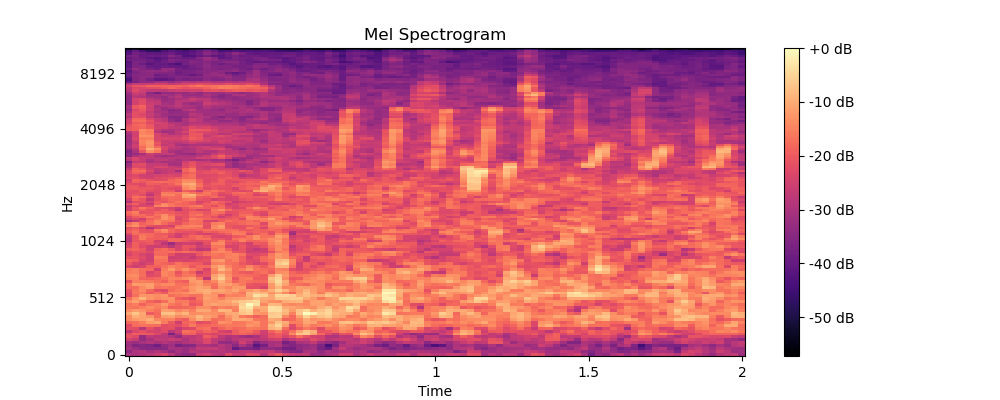 Mel Spectrogram
Hz
8192
4096
2048
1024
512
0
0
0.5
1
1.5
2
Time
+0 dB
-10 dB
-20 dB
-30 dB
-40 dB
-50 dB